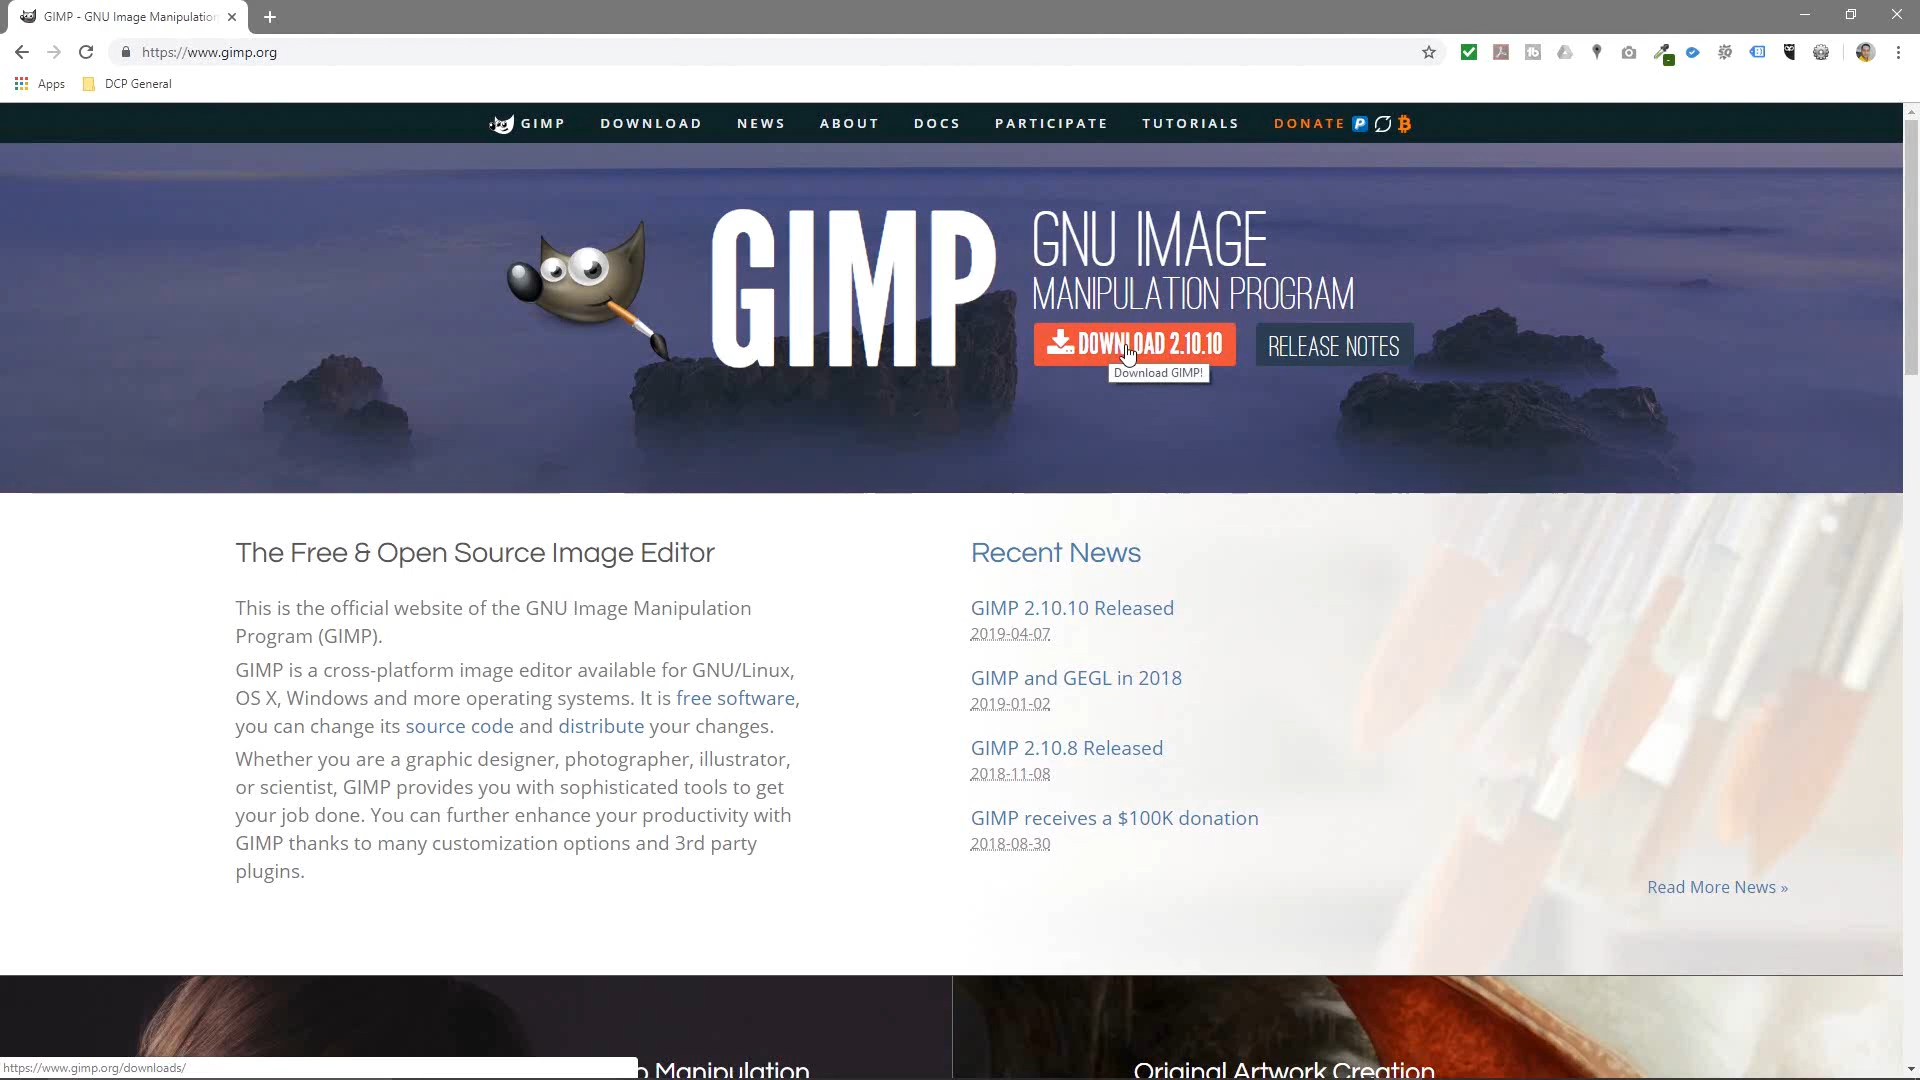 GIMP - GNU Image Manipulation
https://www.gimp.org
Apps
DCP General
GIMP
DOWNLOAD
NEWS
ABOUT
DOCS
PARTICIPATE
TUTORIALS
DONATE
GIMP
GNU IMAGE
MANIPULATION PROGRAM
DOWNLOAD 2.10.10
RELEASE NOTES
Download GIMP!
The Free & Open Source Image Editor
This is the official website of the GNU Image Manipulation
Program (GIMP).
GIMP is a cross-platform image editor available for GNU/Linux,
OS X, Windows and more operating systems. It is free software,
you can change its source code and distribute your changes.
Whether you are a graphic designer, photographer, illustrator,
or scientist, GIMP provides you with sophisticated tools to get
your job done. You can further enhance your productivity with
GIMP thanks to many customization options and 3rd party
plugins.
Recent News
GIMP 2.10.10 Released
2019-04-07
GIMP and GEGL in 2018
2019-01-02
GIMP 2.10.8 Released
2018-11-08
GIMP receives a $100K donation
2018-08-30
Read More News »
Manipulation
Original Artwork Creation
https://www.gimp.org/downloads/